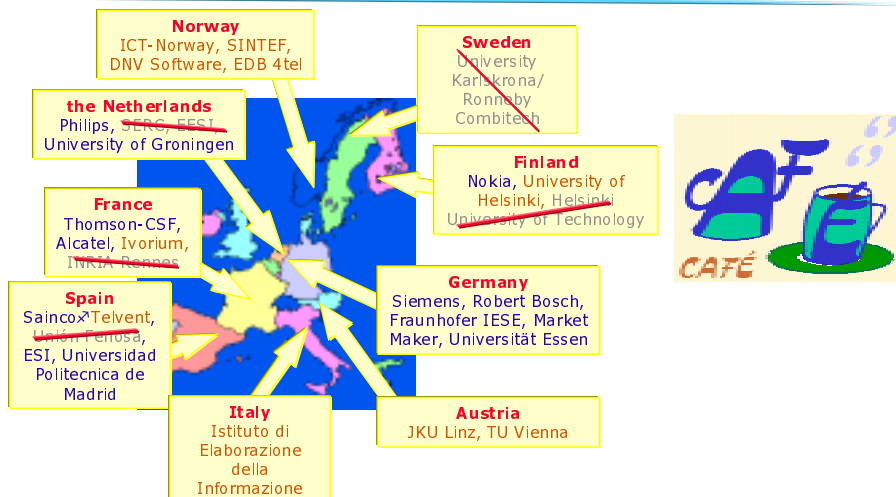 Norway
ICT-Norway, SINTEF,
DNV Software, EDB 4tel
Sweden
University
Karlskrona/
Ronneby
Combitech
the Netherlands
Philips, SERC, EESI,
University of Groningen
Finland
Nokia, University of
Helsinki, Helsinki
University of Technology
France
Thomson-CSF,
Alcatel, Ivorium,
INRIA Rennes
Spain
Sainco↗Telvent,
Unión Fenosa,
ESI, Universidad
Politecnica de
Madrid
Germany
Siemens, Robert Bosch,
Fraunhofer IESE, Market
Maker, Universität Essen
Italy
Istituto di
Elaborazione
della
Informazione
Austria
JKU Linz, TU Vienna
CAFÉ
CAFÉ